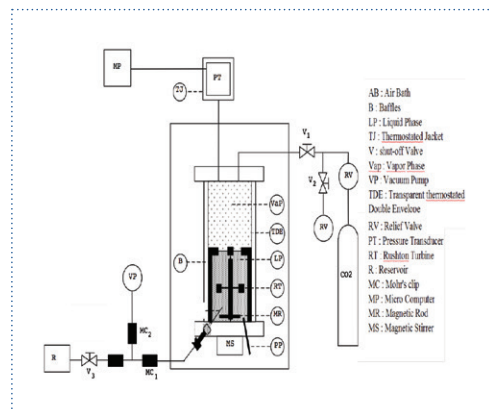 MP
PT
TJ
V1
V2
RV
RV
CO2
VaP
TDE
B
LP
RT
MR
MS
PP
VP
MC2
R
V3
MC1
AB : Air Bath
B : Baffles
LP : Liquid Phase
TJ : Thermostated Jacket
V : shut-off Valve
Vap : Vapor Phase
VP : Vacuum Pump
TDE : Transparent thermostated
Double Envelooe
RV : Relief Valve
PT : Pressure Transducer
RT : Rushton Turbine
R : Reservoir
MC : Mohr's clip
MP : Micro Computer
MR : Magnetic Rod
MS : Magnetic Stirrer